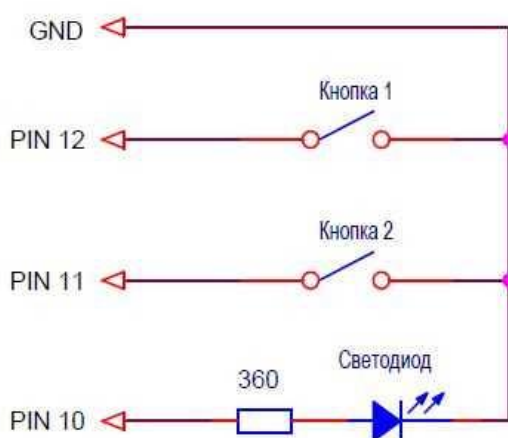 GND
Кнопка 1
PIN 12
Кнопка 2
PIN 11
Светодиод
360
PIN 10